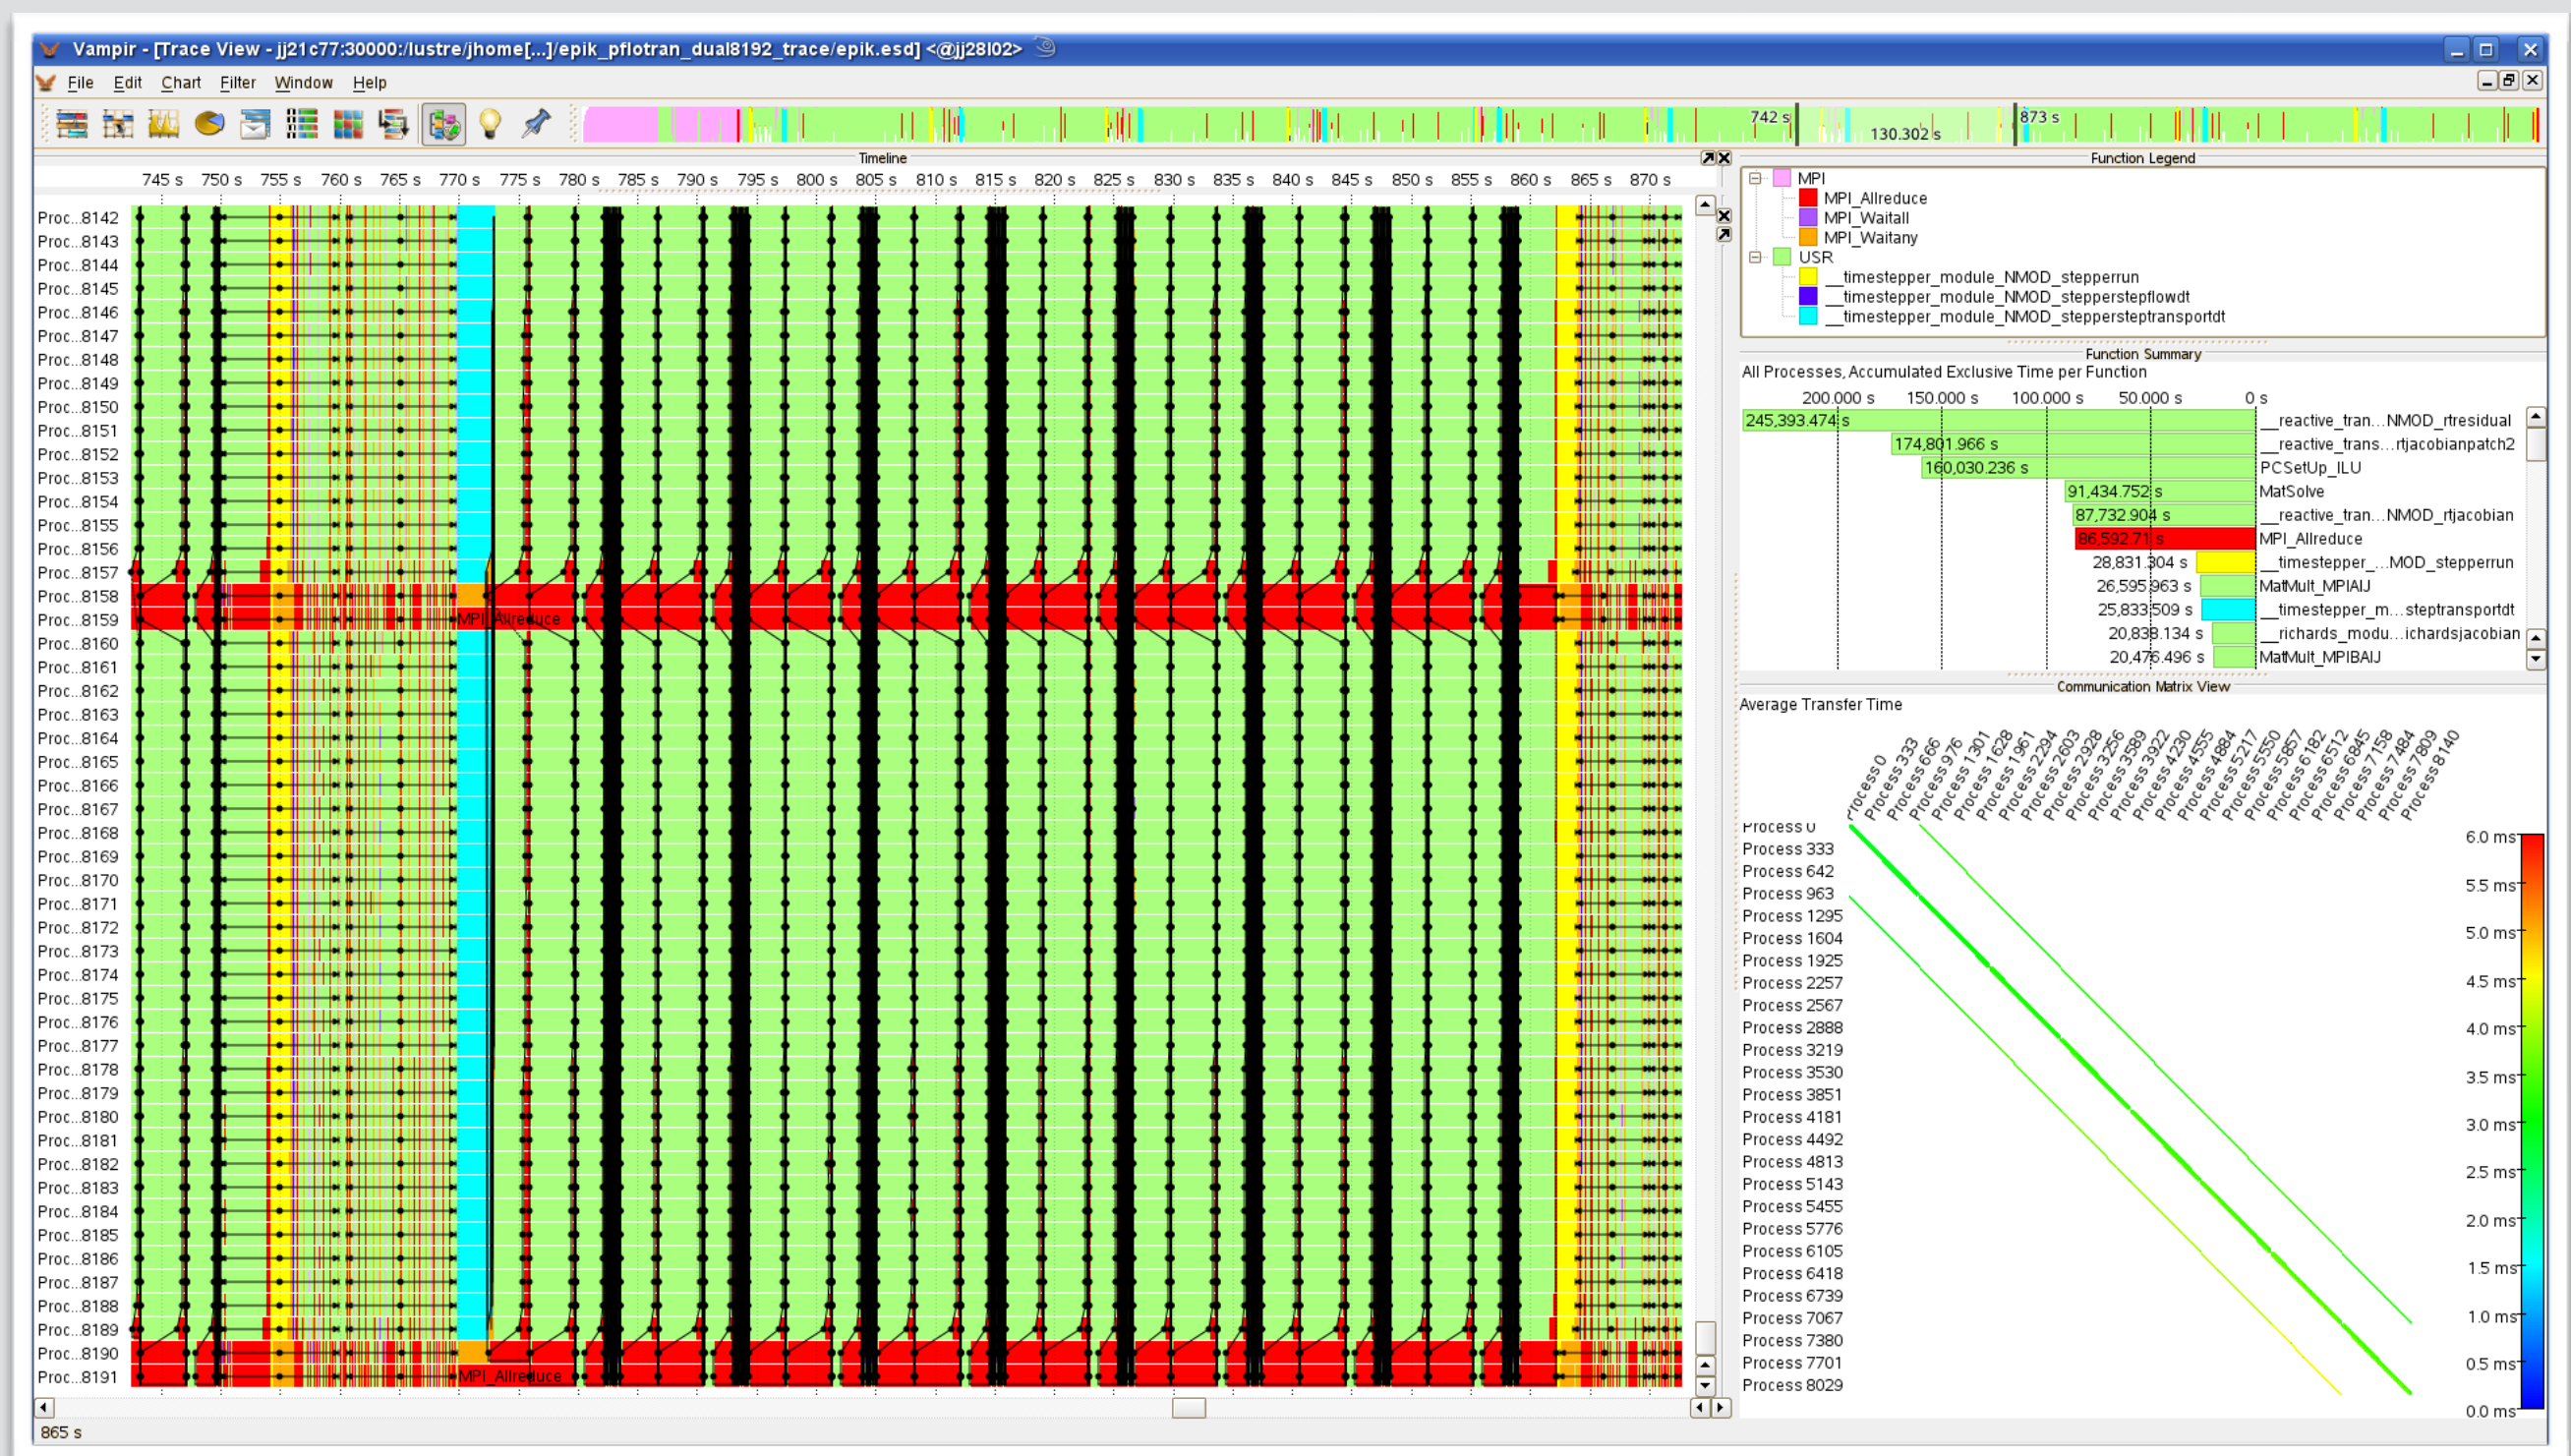 Vampir - [Trace View - jj21c77:30000:/lustre/jhome[...]/epik_pflotran_dual8192_trace/epik.esd] <@jj28l02>
File Edit Chart Filter Window Help
742 s 130.302 s 873 s
Timeline
745 s 750 s 755 s 760 s 765 s 770 s 775 s 780 s 785 s 790 s 795 s 800 s 805 s 810 s 815 s 820 s 825 s 830 s 835 s 840 s 845 s 850 s 855 s 860 s 865 s 870 s
Proc...8142
Proc...8143
Proc...8144
Proc...8145
Proc...8146
Proc...8147
Proc...8148
Proc...8149
Proc...8150
Proc...8151
Proc...8152
Proc...8153
Proc...8154
Proc...8155
Proc...8156
Proc...8157
Proc...8158
Proc...8159 MPI_Allreduce
Proc...8160
Proc...8161
Proc...8162
Proc...8163
Proc...8164
Proc...8165
Proc...8166
Proc...8167
Proc...8168
Proc...8169
Proc...8170
Proc...8171
Proc...8172
Proc...8173
Proc...8174
Proc...8175
Proc...8176
Proc...8177
Proc...8178
Proc...8179
Proc...8180
Proc...8181
Proc...8182
Proc...8183
Proc...8184
Proc...8185
Proc...8186
Proc...8187
Proc...8188
Proc...8189
Proc...8190
Proc...8191 MPI_Allreduce
865 s
Function Legend
MPI
MPI_Allreduce
MPI_Waitall
MPI_Waitany
USR
__timestepper_module_NMOD_stepperrun
__timestepper_module_NMOD_stepperstepflowdt
__timestepper_module_NMOD_steppersteptransportdt
Function Summary
All Processes, Accumulated Exclusive Time per Function
200.000 s 150.000 s 100.000 s 50.000 s 0 s
245,393.474 s __reactive_tran...NMOD_rtresidual
174,801.966 s __reactive_trans...rtjacobianpatch2
160,030.236 s PCSetUp_ILU
91,434.752 s MatSolve
87,732.904 s __reactive_tran...NMOD_rtjacobian
86,592.71 s MPI_Allreduce
28,831.304 s __timestepper_...MOD_stepperrun
26,595.963 s MatMult_MPIAIJ
25,833.509 s __timestepper_m...steptransportdt
20,838.134 s __richards_modu...ichardsjacobian
20,476.496 s MatMult_MPIBAIJ
Communication Matrix View
Average Transfer Time
Process 0
Process 333
Process 666
Process 976
Process 1301
Process 1628
Process 1961
Process 2294
Process 2603
Process 2928
Process 3256
Process 3589
Process 3922
Process 4230
Process 4555
Process 4884
Process 5217
Process 5550
Process 5857
Process 6182
Process 6512
Process 6845
Process 7158
Process 7484
Process 7809
Process 8140
Process 0
Process 333
Process 642
Process 963
Process 1295
Process 1604
Process 1925
Process 2257
Process 2567
Process 2888
Process 3219
Process 3530
Process 3851
Process 4181
Process 4492
Process 4813
Process 5143
Process 5455
Process 5776
Process 6105
Process 6418
Process 6739
Process 7067
Process 7380
Process 7701
Process 8029
6.0 ms
5.5 ms
5.0 ms
4.5 ms
4.0 ms
3.5 ms
3.0 ms
2.5 ms
2.0 ms
1.5 ms
1.0 ms
0.5 ms
0.0 ms